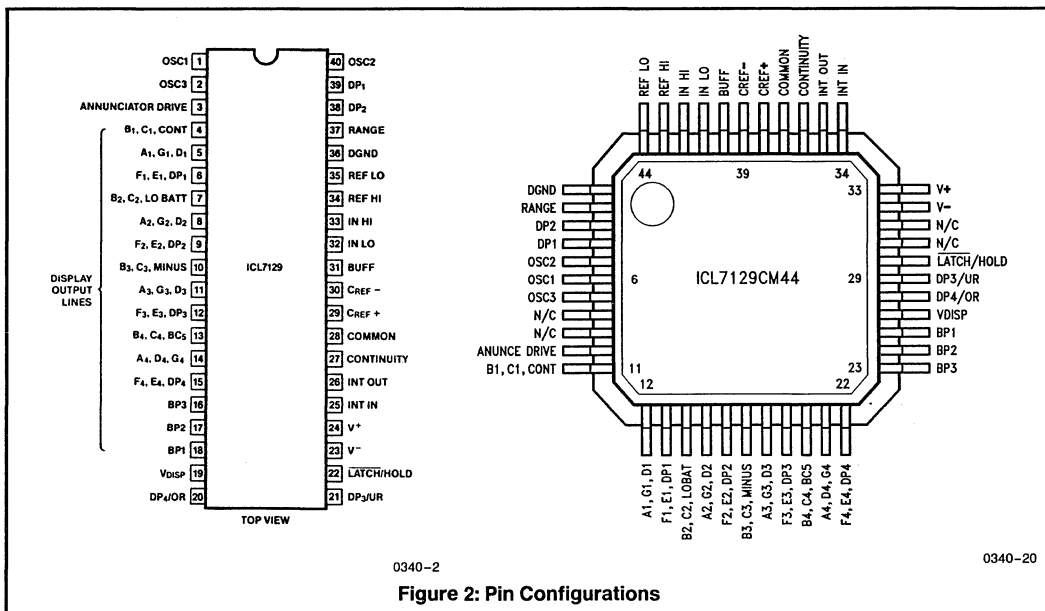 OSC1 1
OSC3 2
ANNUNCIATOR DRIVE 3
B1, C1, CONT 4
A1, G1, D1 5
F1, E1, DP1 6
B2, C2, LO BATT 7
A2, G2, D2 8
F2, E2, DP2 9
B3, C3, MINUS 10
A3, G3, D3 11
F3, E3, DP3 12
B4, C4, BC5 13
A4, D4, G4 14
F4, E4, DP4 15
BP3 16
BP2 17
BP1 18
VDISP 19
DP4/OR 20
DISPLAY
OUTPUT
LINES
ICL7129
40 OSC2
39 DP1
38 DP2
37 RANGE
36 DGND
35 REF LO
34 REF HI
33 IN HI
32 IN LO
31 BUFF
30 CREF −
29 CREF +
28 COMMON
27 CONTINUITY
26 INT OUT
25 INT IN
24 V+
23 V−
22 LATCH/HOLD
21 DP3/UR
TOP VIEW
0340-2
REF LO
REF HI
IN HI
IN LO
BUFF
CREF-
CREF+
COMMON
CONTINUITY
INT OUT
INT IN
44
39
34
DGND
RANGE
DP2
DP1
OSC2
OSC1
OSC3
N/C
N/C
ANUNCE DRIVE
B1, C1, CONT
6
11
12
ICL7129CM44
33
29
23
22
V+
V-
N/C
N/C
LATCH/HOLD
DP3/UR
DP4/OR
VDISP
BP1
BP2
BP3
A1, G1, D1
F1, E1, DP1
B2, C2, LOBAT
A2, G2, D2
F2, E2, DP2
B3, C3, MINUS
A3, G3, D3
F3, E3, DP3
B4, C4, BC5
A4, D4, G4
F4, E4, DP4
0340-20
Figure 2: Pin Configurations